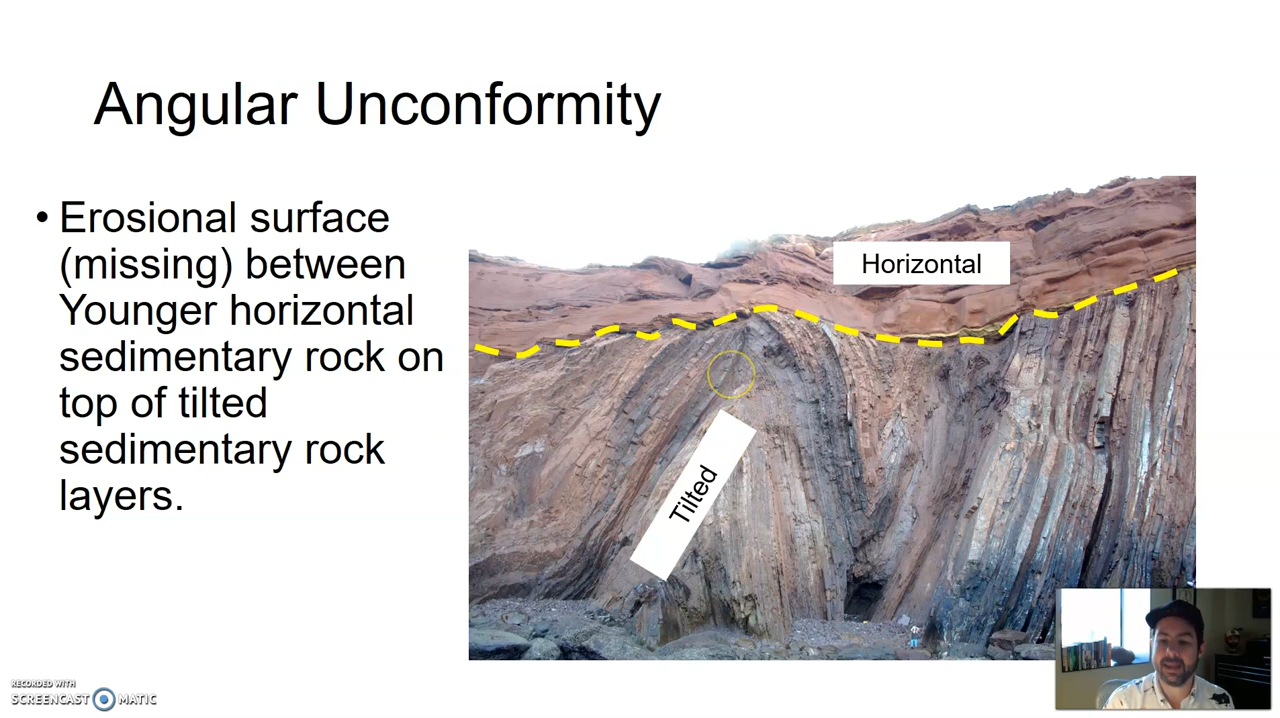 Angular Unconformity
• Erosional surface
(missing) between
Younger horizontal
sedimentary rock on
top of tilted
sedimentary rock
layers.
Horizontal
Tilted
RECORDED WITH
SCREENCAST MATIC